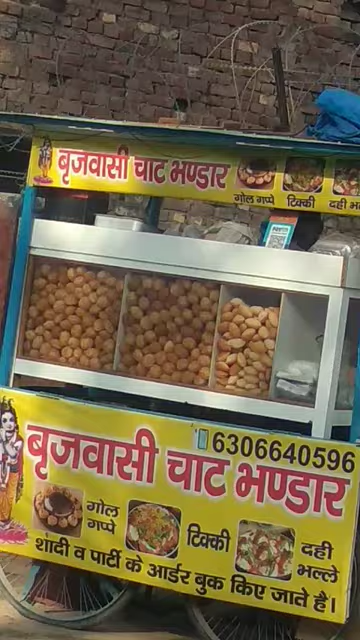 बृजवासी चाट भण्डार
गोल गप्पे टिक्की दही
6306640596
बृजवासी चाट भण्डार
गोल गप्पे
टिक्की
दही भल्ले
शादी व पार्टी के आर्डर बुक किए जाते है।